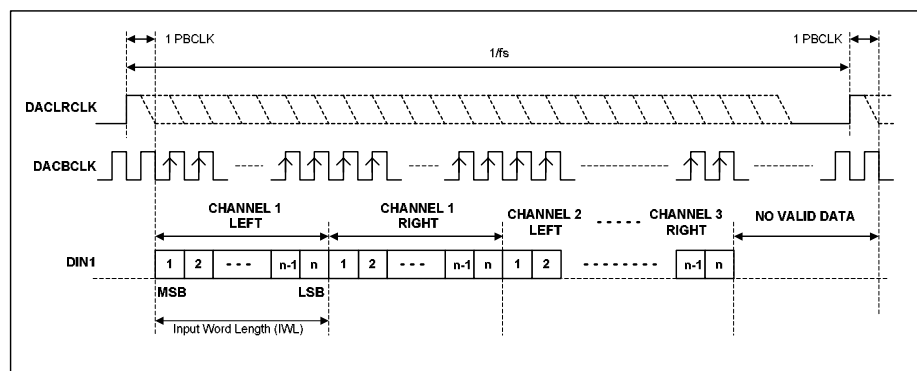 1 PBCLK
1 PBCLK
1/fs
DACLRCLK
DACBCLK
CHANNEL 1
LEFT
CHANNEL 1
RIGHT
CHANNEL 2
LEFT
CHANNEL 3
RIGHT
NO VALID DATA
DIN1
1 2 n-1 n 1 2 n-1 n 1 2 n-1 n
MSB
LSB
Input Word Length (IWL)